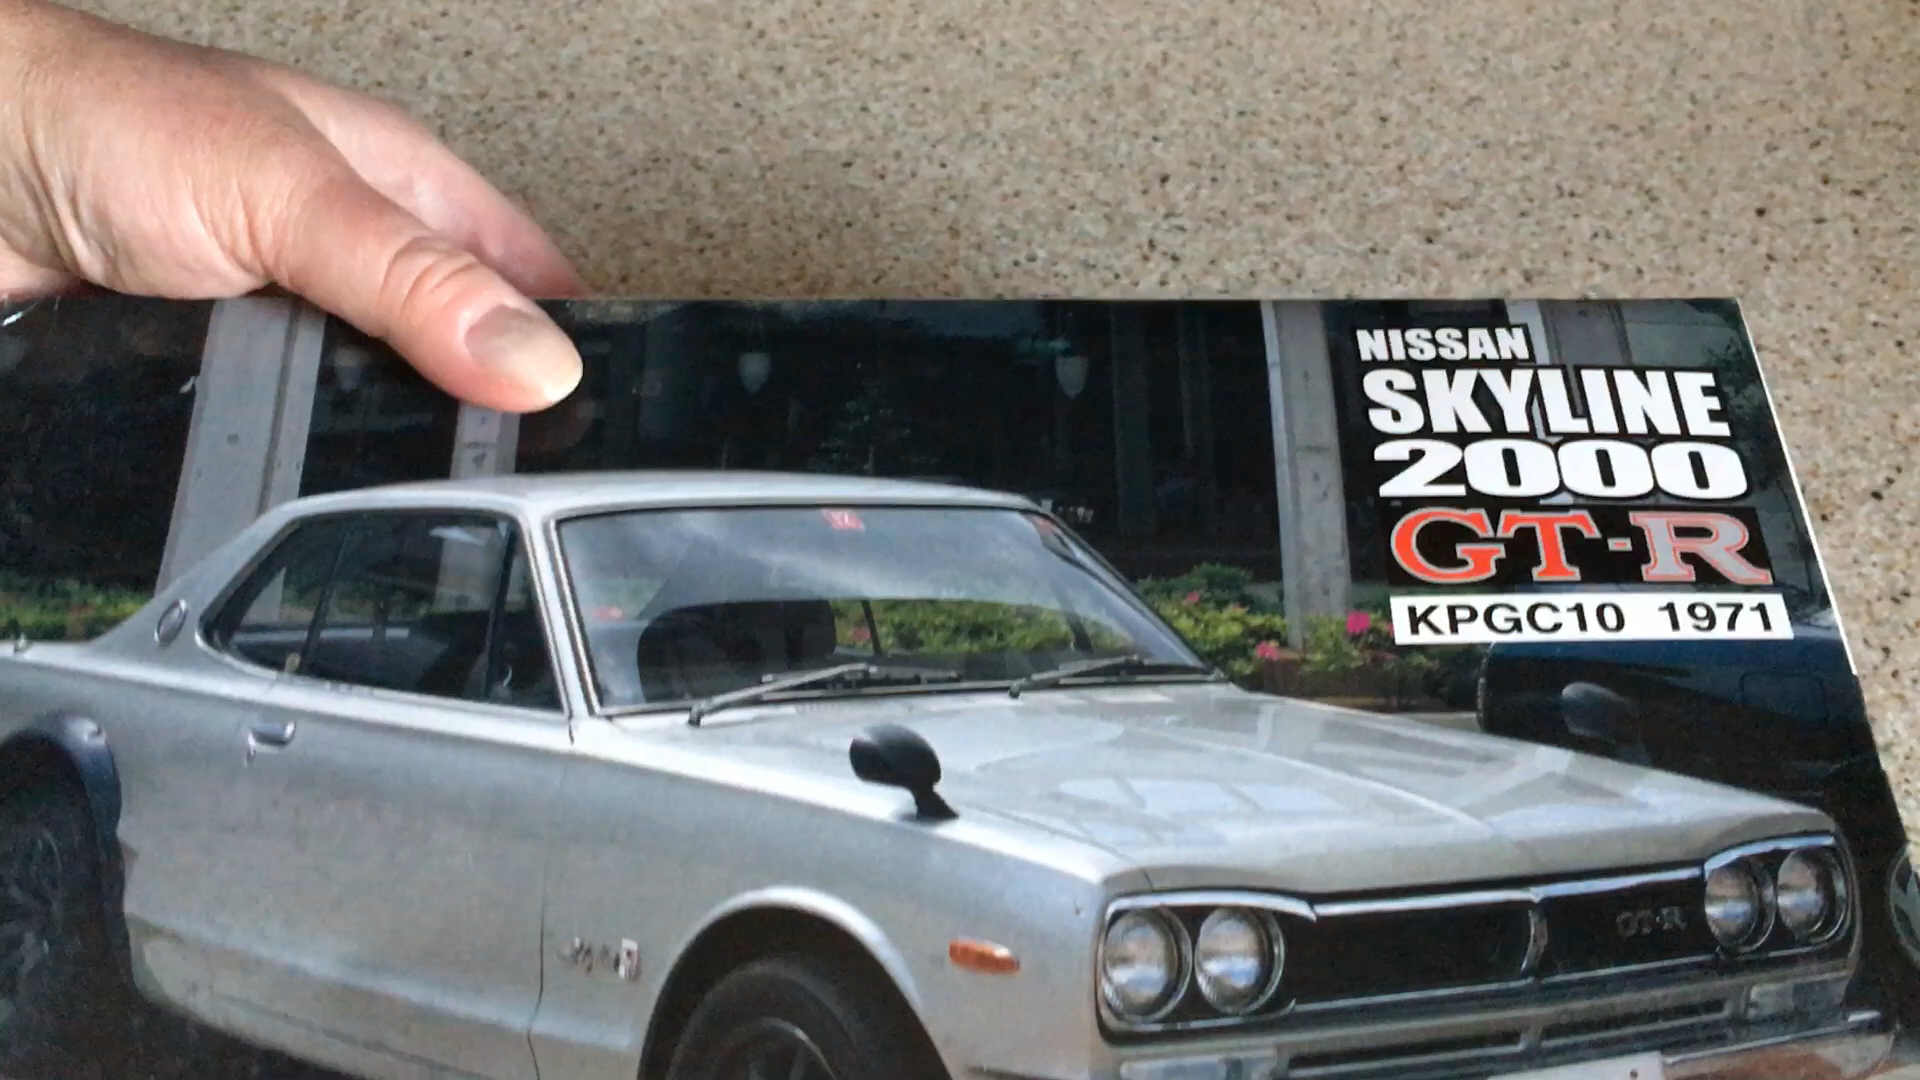 NISSAN
SKYLINE
2000
GT-R
KPGC10 1971
GT-R